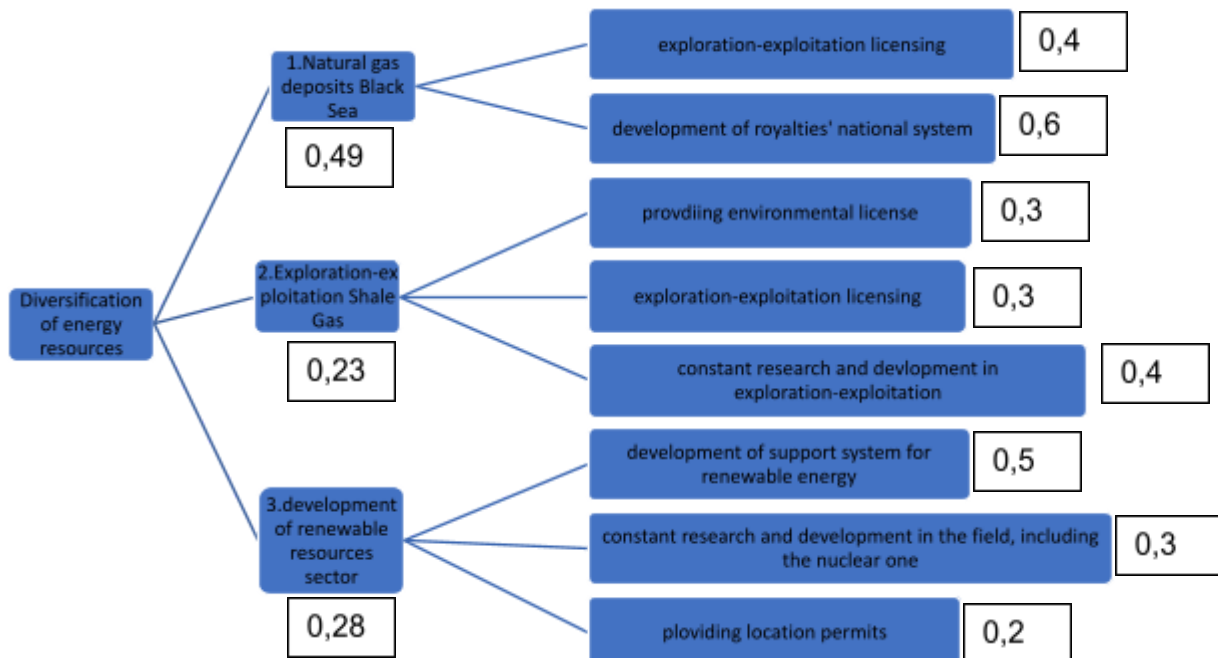 Diversification
of energy
resources
1.Natural gas
deposits Black
Sea
0,49
exploration-exploitation licensing
0,4
development of royalties' national system
0,6
2.Exploration-ex
ploitation Shale
Gas
0,23
provdiing environmental license
0,3
exploration-exploitation licensing
0,3
constant research and devlopment in
exploration-exploitation
0,4
3.development
of renewable
resources
sector
0,28
development of support system for
renewable energy
0,5
constant research and development in the field, including
the nuclear one
0,3
ploviding location permits
0,2